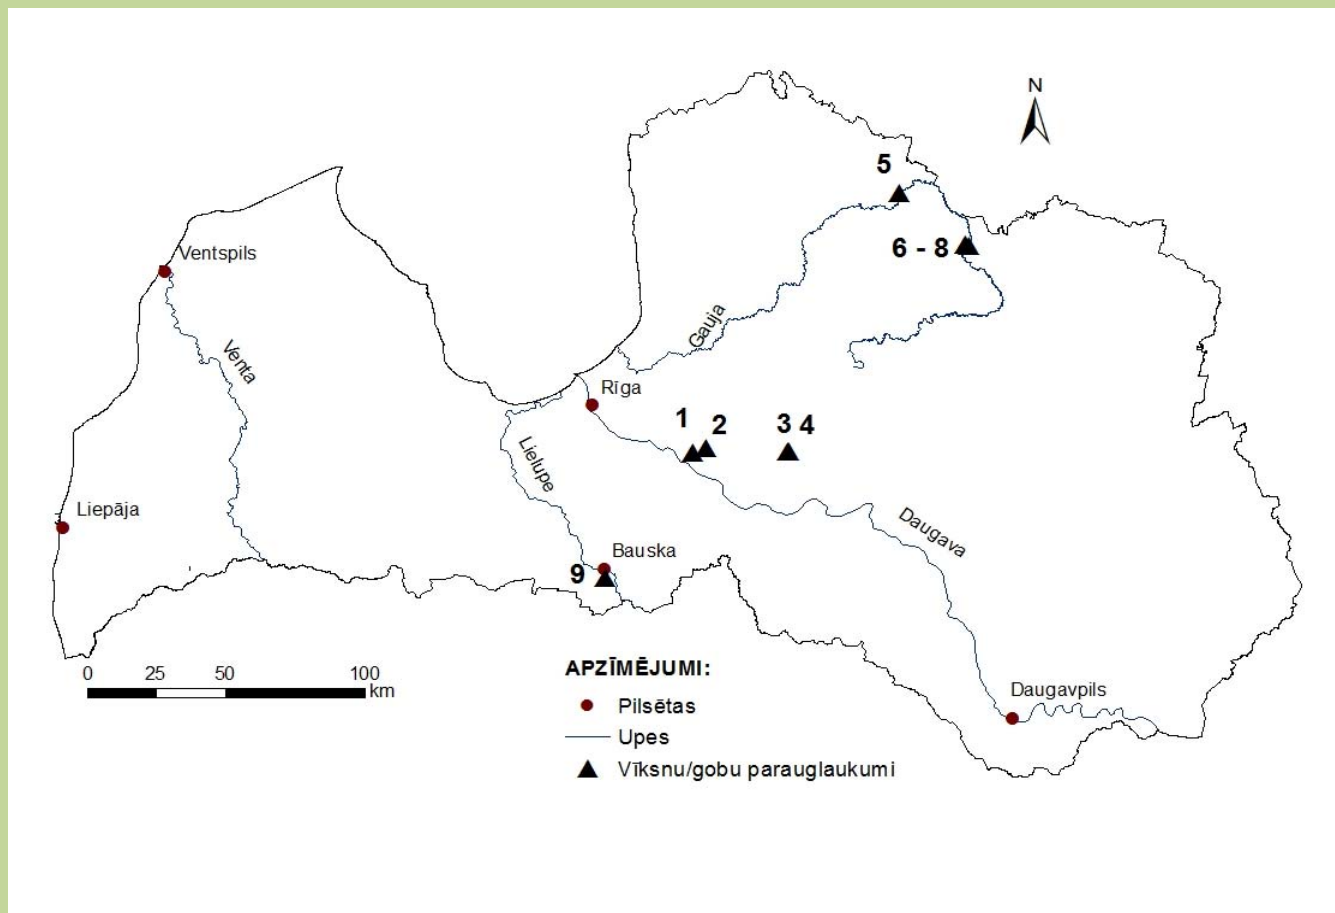 N
5
6 - 8
Ventspils
Venta
Gauja
Rīga
1
2
3 4
Lielupe
Liepāja
Daugava
Bauska
9
0 25 50 100
km
APZĪMĒJUMI:
Pilsētas
Upes
Vīksnu/gobu parauglaukumi
Daugavpils